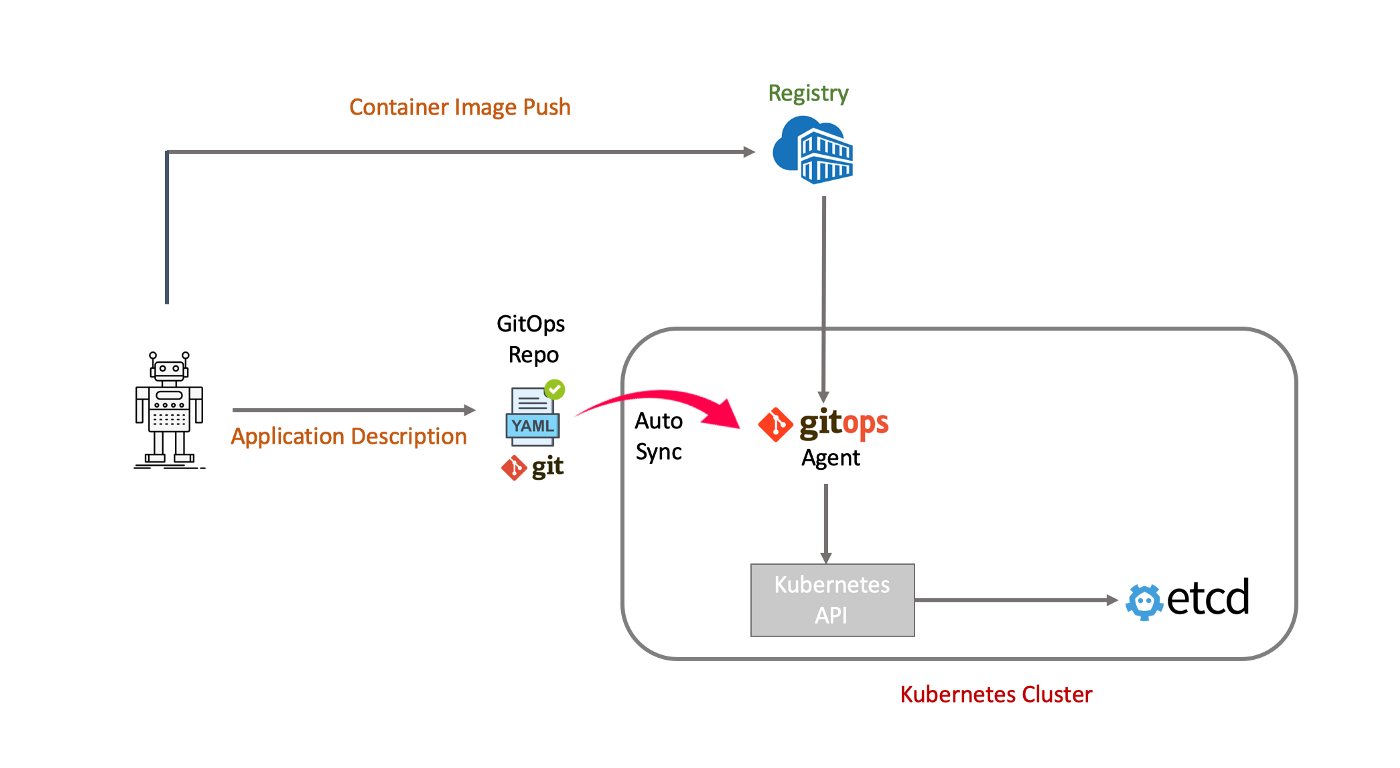 Container Image Push
Registry
GitOps
Repo
YAML
git
Application Description
Auto
Sync
gitops
Agent
Kubernetes
API
etcd
Kubernetes Cluster